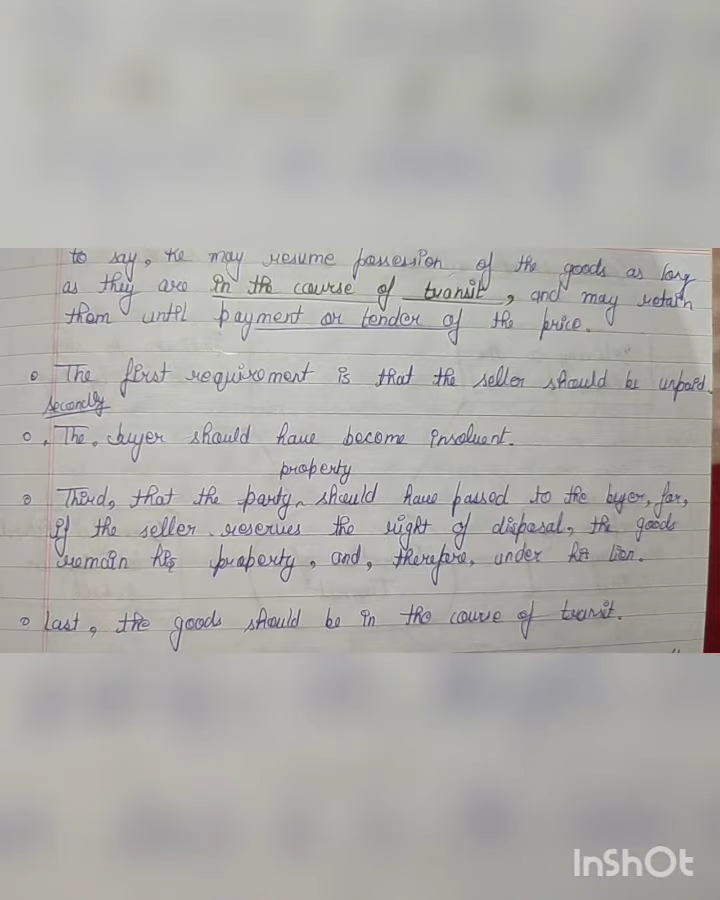 to say, he may resume possession of the goods as long
as they are in the course of transit, and may retain
them until payment or tender of the price.
The first requirement is that the seller should be unpaid.
secondly
The buyer should have become insolvent.
property
Third, that the party should have passed to the buyer, for,
if the seller reserves the right of disposal, the goods
remain his property, and, therefore, under his lien.
Last, the goods should be in the course of transit.
InShOt